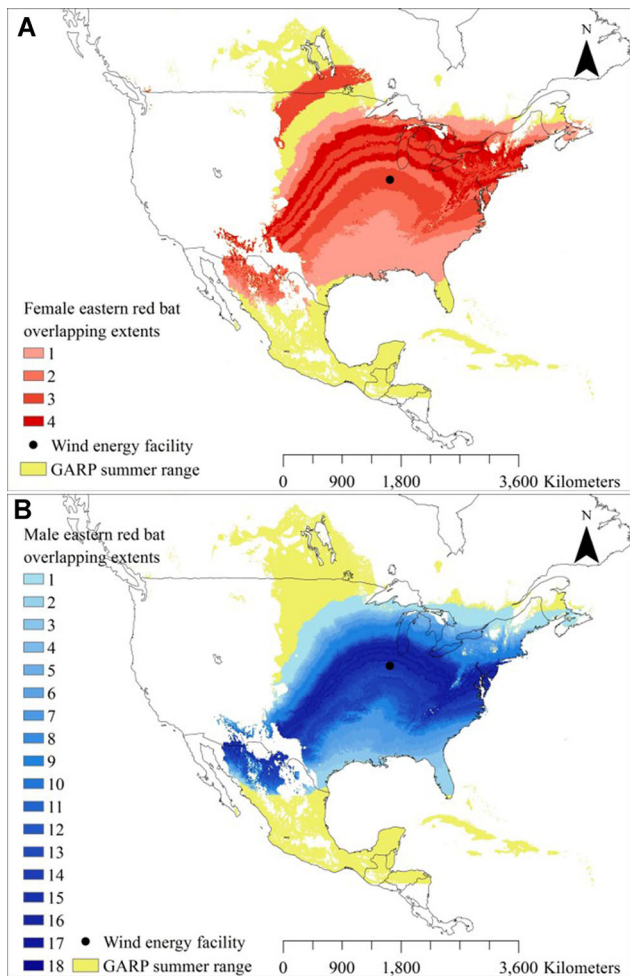 A
N
Female eastern red bat
overlapping extents
1
2
3
4
Wind energy facility
GARP summer range
0 900 1,800 3,600 Kilometers
B
N
Male eastern red bat
overlapping extents
1
2
3
4
5
6
7
8
9
10
11
12
13
14
15
16
17
18
Wind energy facility
GARP summer range
0 900 1,800 3,600 Kilometers